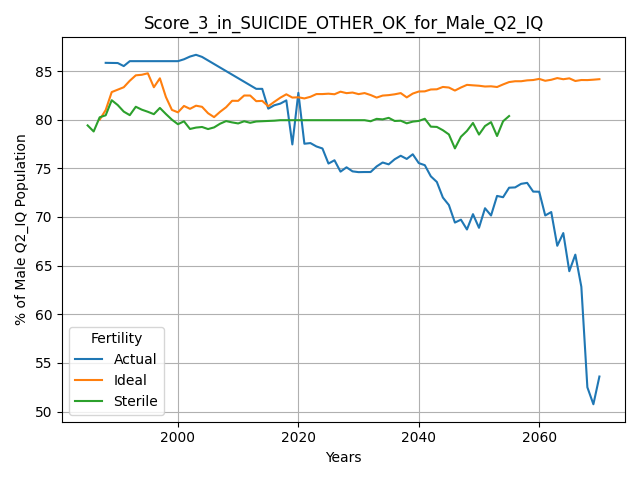 Score_3_in_SUICIDE_OTHER_OK_for_Male_Q2_IQ
% of Male Q2_IQ Population
85
80
75
70
65
60
55
50
Fertility
Actual
Ideal
Sterile
2000
2020
2040
2060
Years